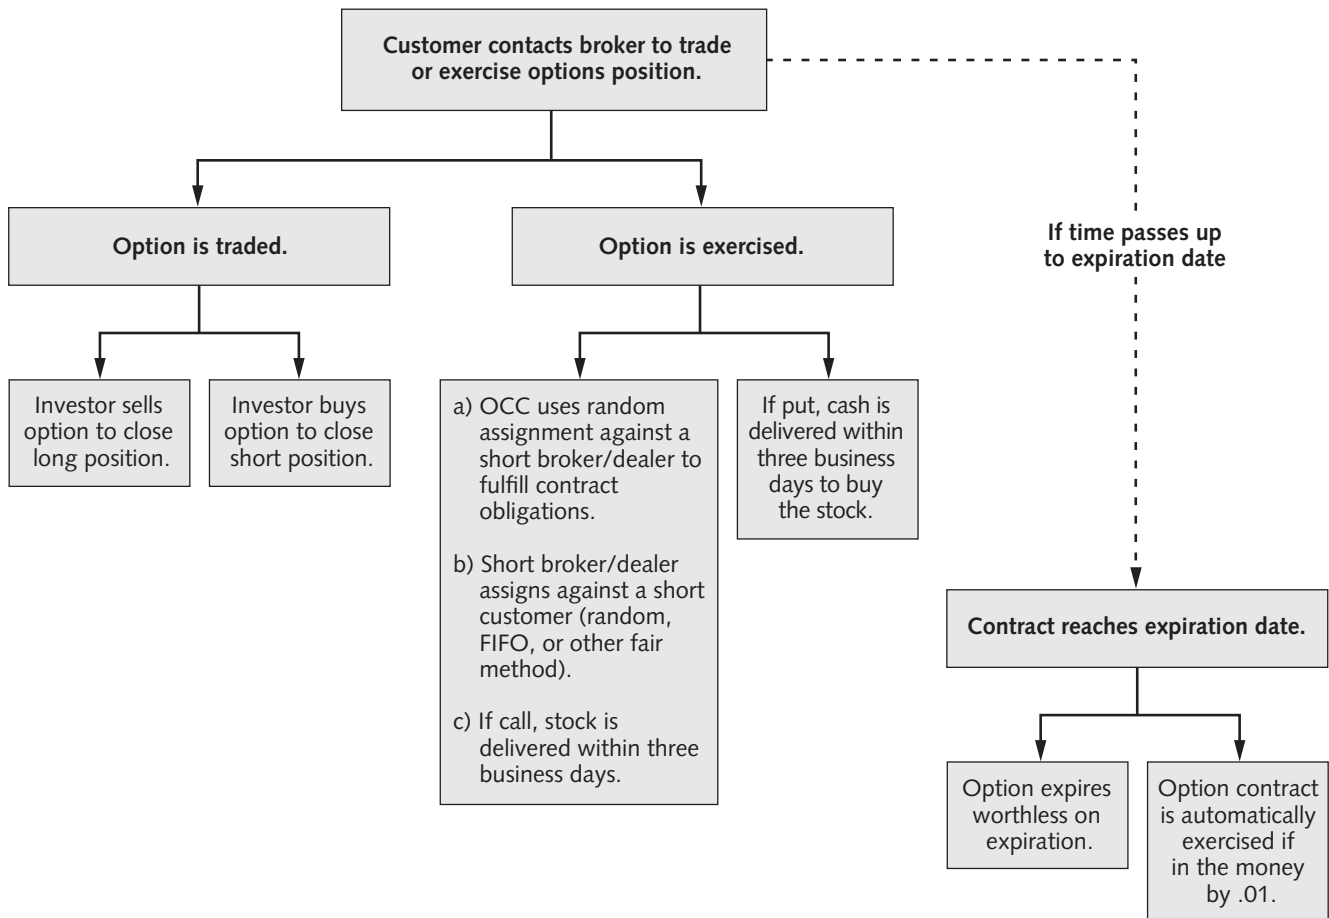 Customer contacts broker to trade
or exercise options position.
Option is traded.
Option is exercised.
If time passes up
to expiration date
Investor sells
option to close
long position.
Investor buys
option to close
short position.
a) OCC uses random
assignment against a
short broker/dealer to
fulfill contract
obligations.
b) Short broker/dealer
assigns against a short
customer (random,
FIFO, or other fair
method).
c) If call, stock is
delivered within three
business days.
If put, cash is
delivered within
three business
days to buy
the stock.
Contract reaches expiration date.
Option expires
worthless on
expiration.
Option contract
is automatically
exercised if
in the money
by .01.